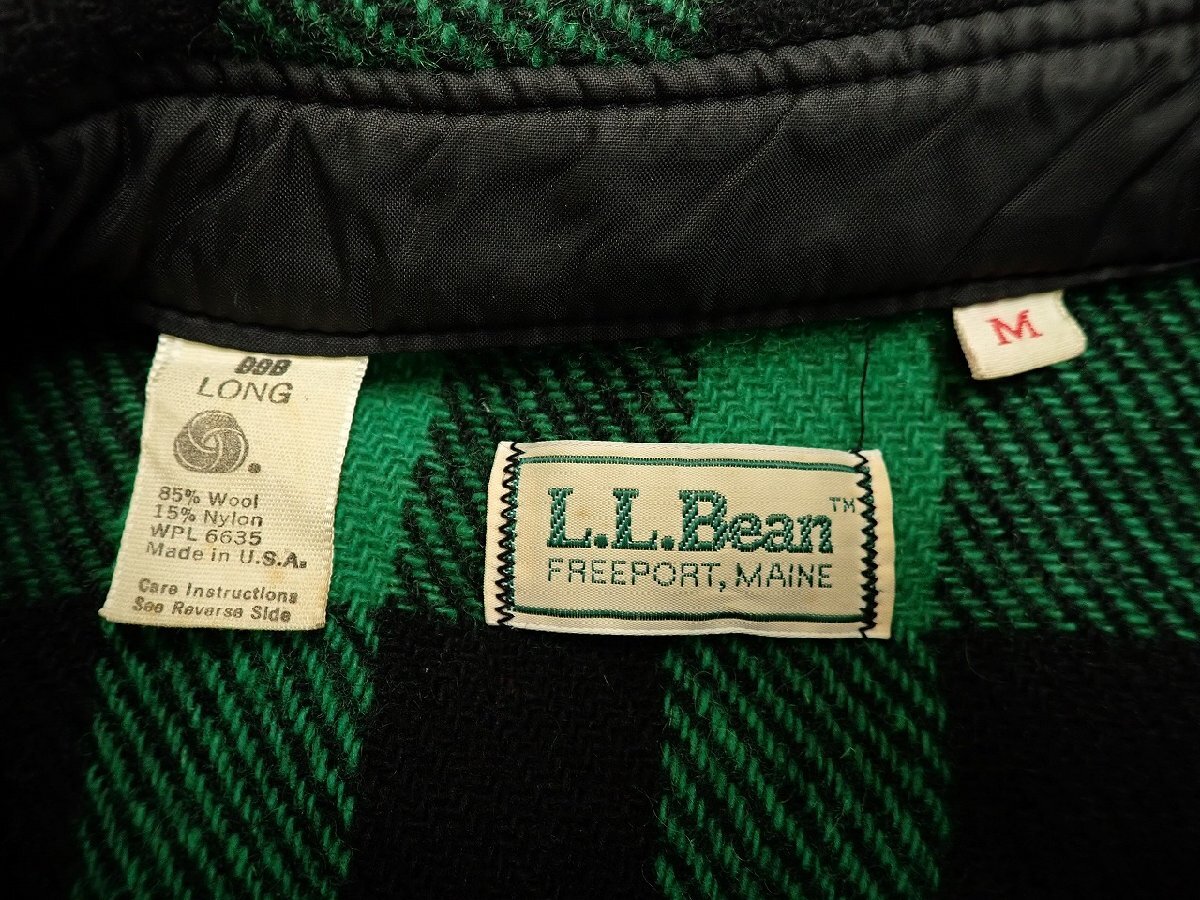 LONG
85% Wool
15% Nylon
WPL 6635
Made in U.S.A.
Care Instructions
See Reverse Side
L.L.Bean™
FREEPORT, MAINE
M